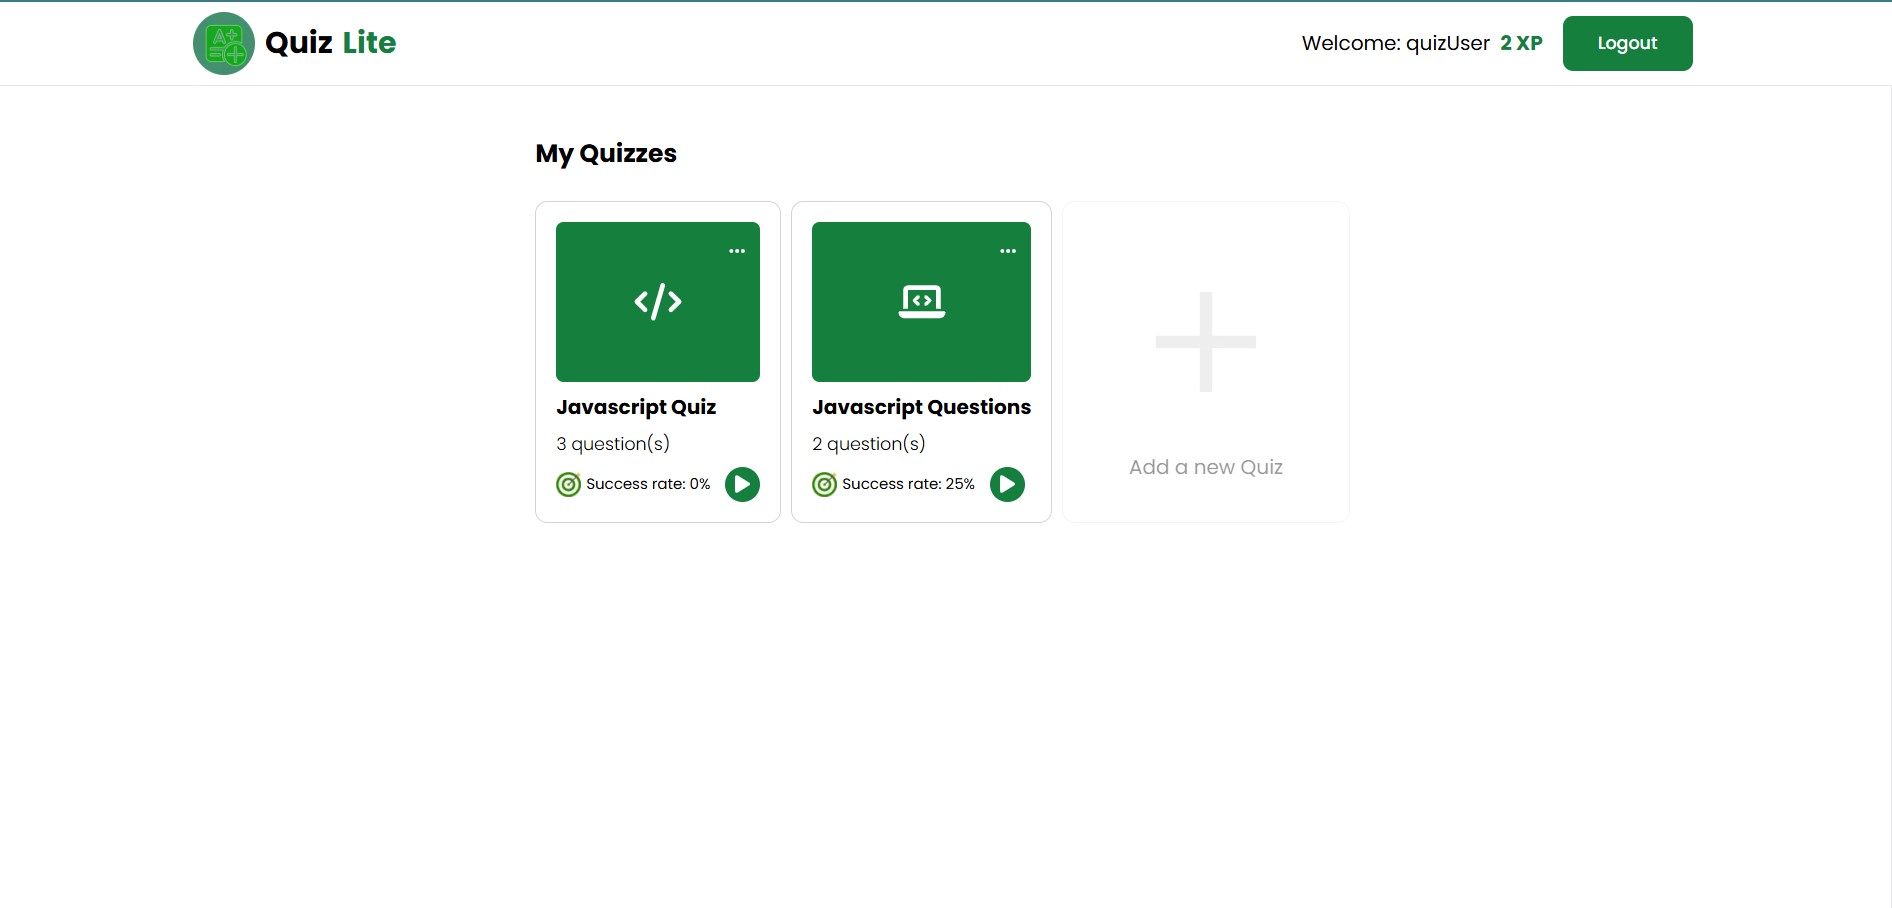 Quiz Lite
Welcome: quizUser 2 XP
Logout
My Quizzes
Javascript Quiz
3 question(s)
Success rate: 0%
Javascript Questions
2 question(s)
Success rate: 25%
Add a new Quiz